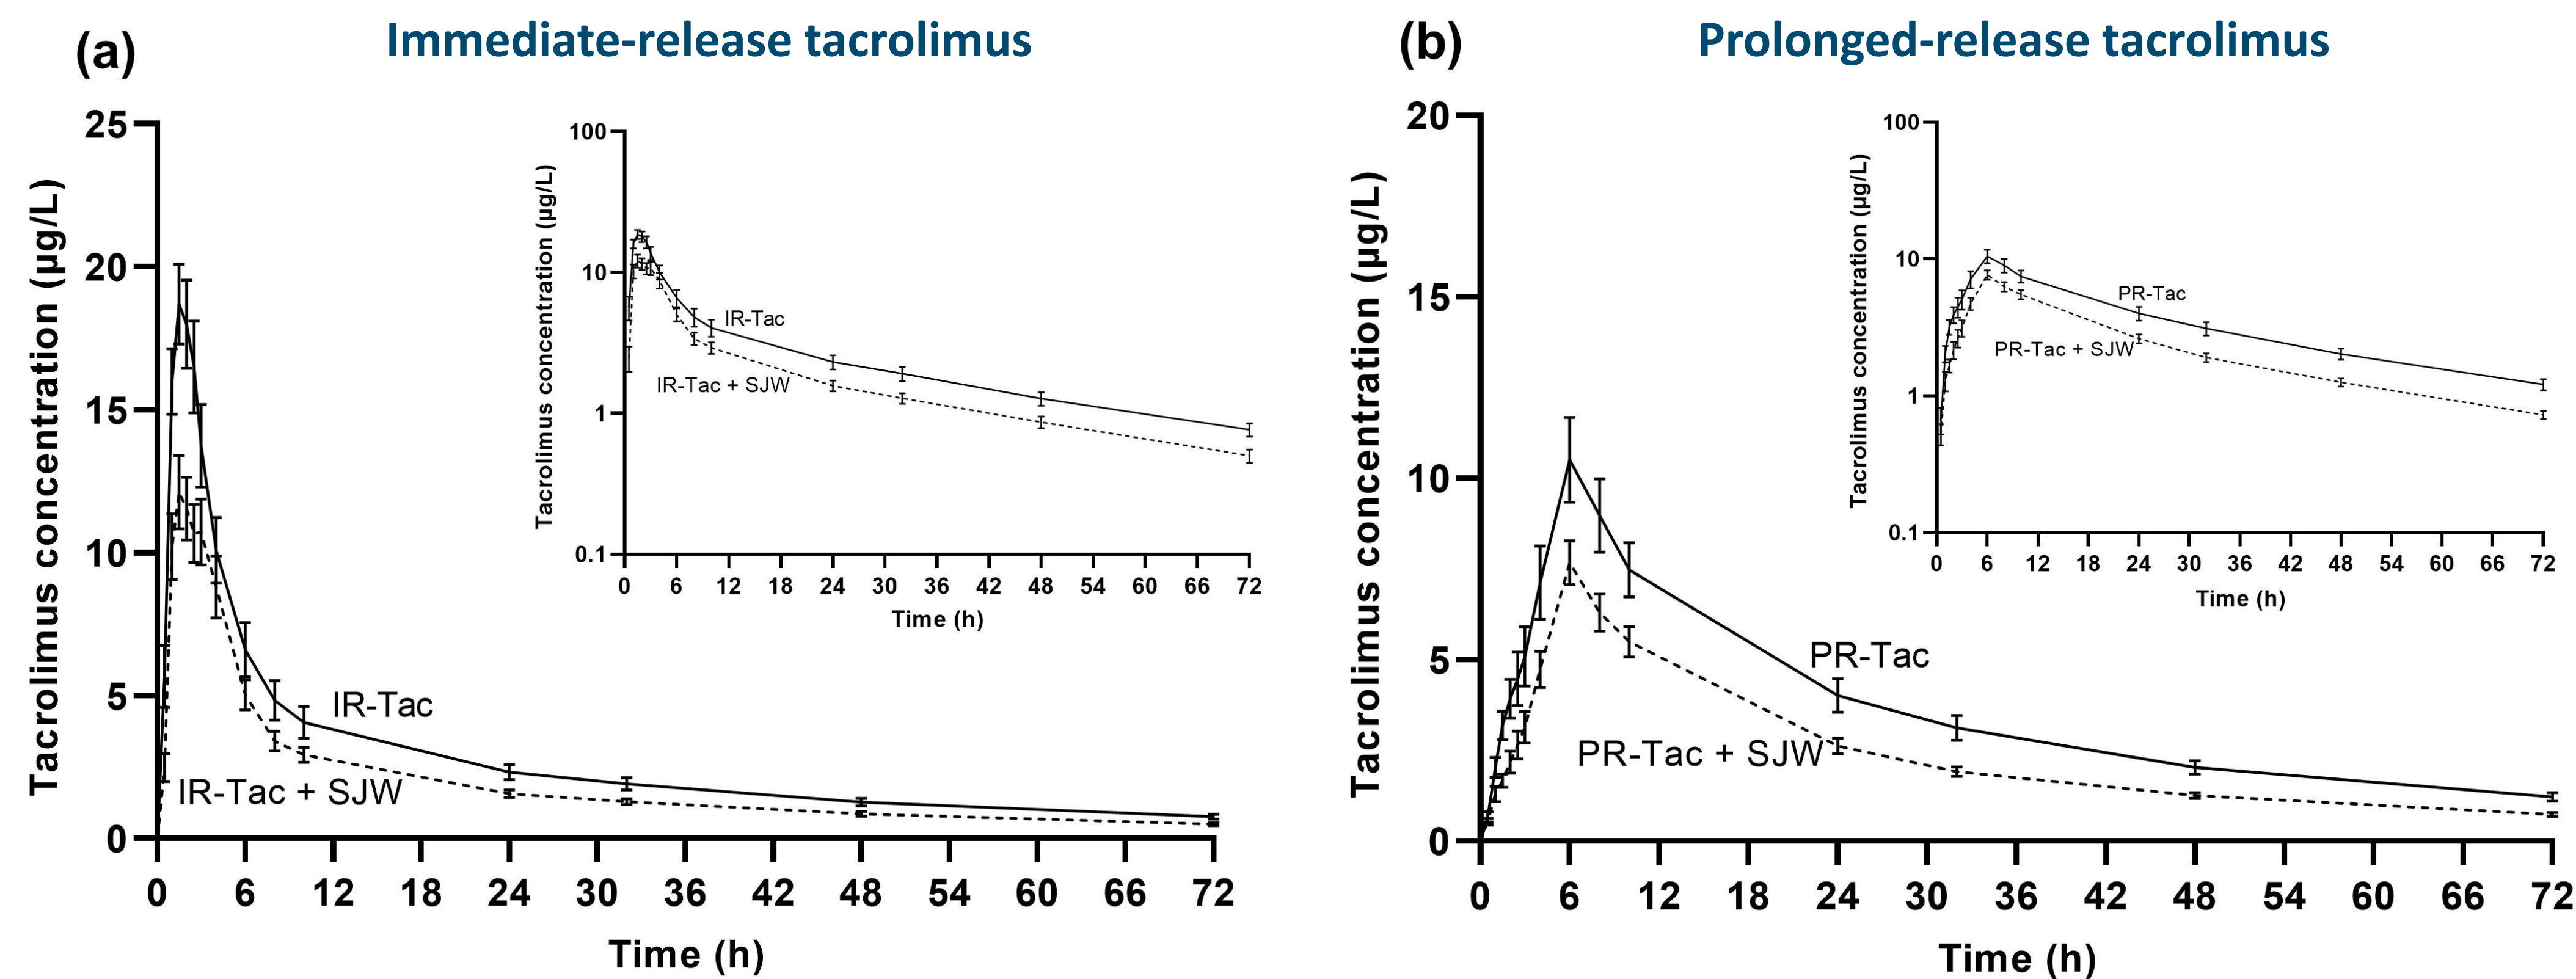 (a)
Immediate-release tacrolimus
Tacrolimus concentration (µg/L)
25
20
15
10
5
0
0 6 12 18 24 30 36 42 48 54 60 66 72
Time (h)
IR-Tac
IR-Tac + SJW
Tacrolimus concentration (µg/L)
100
10
1
0.1
0 6 12 18 24 30 36 42 48 54 60 66 72
Time (h)
IR-Tac
IR-Tac + SJW
(b)
Prolonged-release tacrolimus
Tacrolimus concentration (µg/L)
20
15
10
5
0
0 6 12 18 24 30 36 42 48 54 60 66 72
Time (h)
PR-Tac
PR-Tac + SJW
Tacrolimus concentration (µg/L)
100
10
1
0.1
0 6 12 18 24 30 36 42 48 54 60 66 72
Time (h)
PR-Tac
PR-Tac + SJW